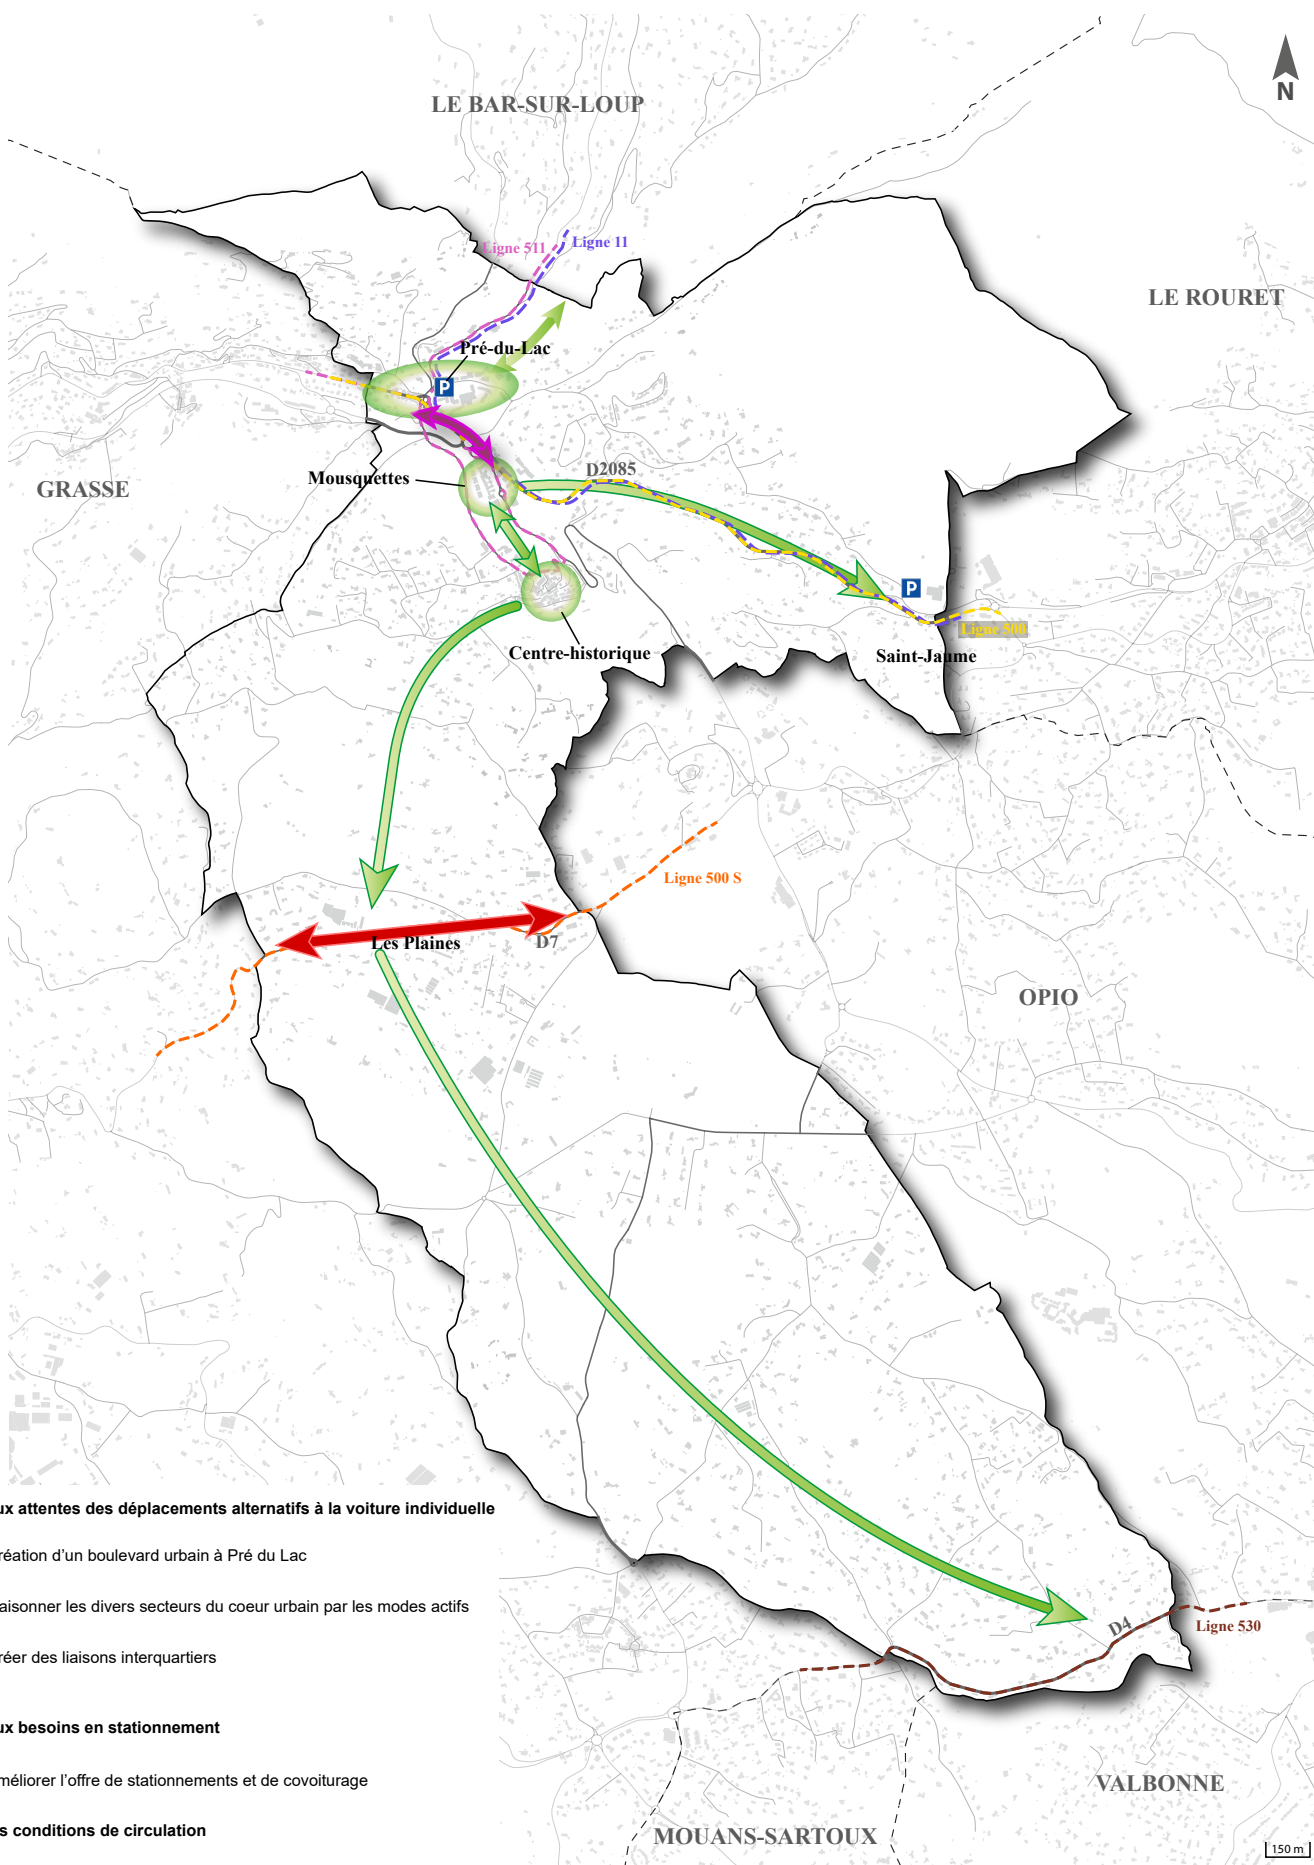 N
LE BAR-SUR-LOUP
Ligne 511
Ligne 11
LE ROURET
Pré-du-Lac
P
Mousquettes
D2085
GRASSE
P
Ligne 500
Centre-historique
Saint-Jaume
Ligne 500 S
Les Plaines
D7
OPIO
ux attentes des déplacements alternatifs à la voiture individuelle
réation d'un boulevard urbain à Pré du Lac
aisonner les divers secteurs du coeur urbain par les modes actifs
D4
Ligne 530
réer des liaisons interquartiers
ux besoins en stationnement
méliorer l'offre de stationnements et de covoiturage
VALBONNE
s conditions de circulation
MOUANS-SARTOUX
150 m